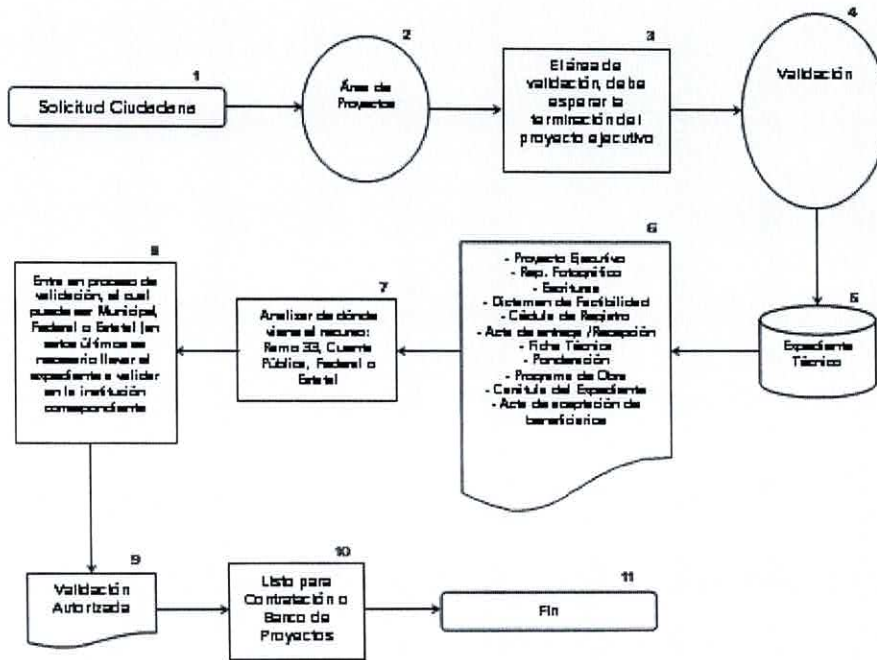 1
Solicitud Ciudadana
2
Área de
Proyectos
3
El área de
validación, debe
esperar la
terminación del
proyecto ejecutivo
4
Validación
5
Expediente
Técnico
6
- Proyecto Ejecutivo
- Rep. Fotográfico
- Escrituras
- Dictamen de Factibilidad
- Cédula de Registro
- Acta de entrega /Recepción
- Ficha Técnica
- Ponderación
- Programa de Obra
- Carátula del Expediente
- Acta de aceptación de
beneficiarios
7
Analizar de dónde
viene el recurso:
Ramo 33, Cuenta
Pública, Federal o
Estatal
8
Entra en proceso de
validación, el cual
puede ser Municipal,
Federal o Estatal (en
estos últimos es
necesario llevar el
expediente a validar
en la institución
correspondiente
9
Validación
Autorizada
10
Listo para
Contratación o
Banco de
Proyectos
11
Fin